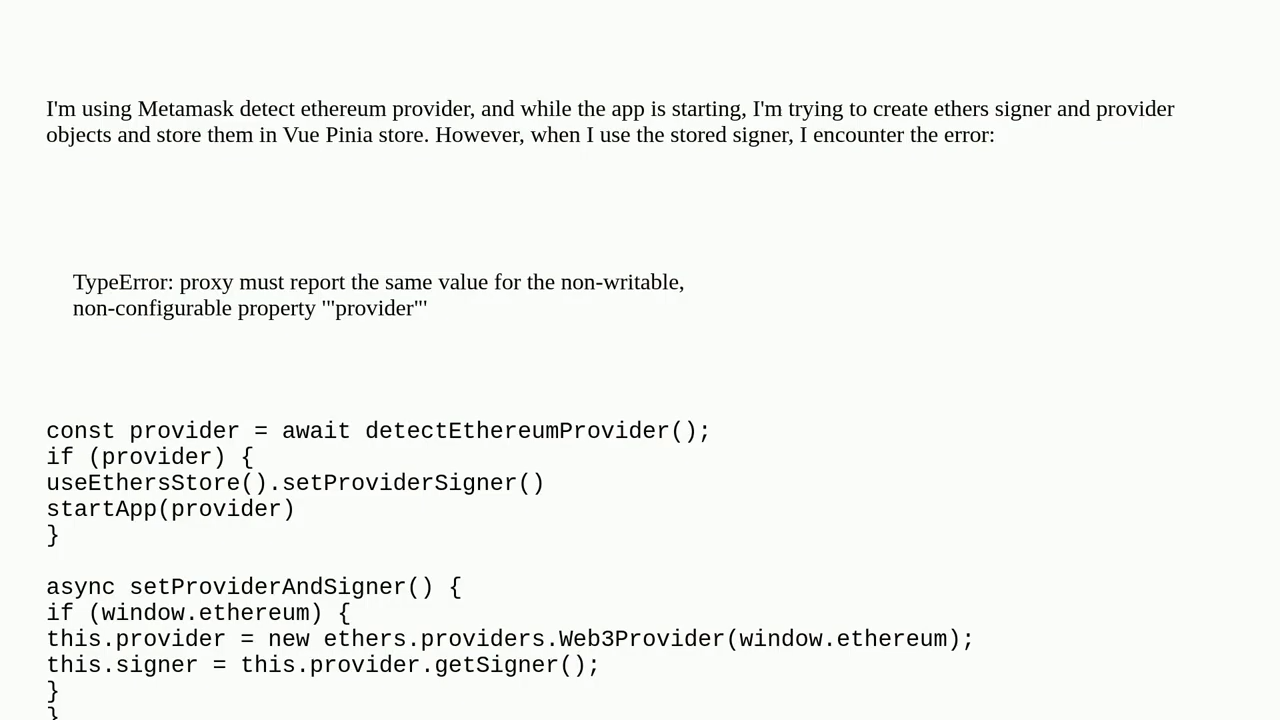 I'm using Metamask detect ethereum provider, and while the app is starting, I'm trying to create ethers signer and provider
objects and store them in Vue Pinia store. However, when I use the stored signer, I encounter the error:
TypeError: proxy must report the same value for the non-writable,
non-configurable property '"provider"'
const provider = await detectEthereumProvider();
if (provider) {
useEthersStore().setProviderSigner()
startApp(provider)
}
async setProviderAndSigner() {
if (window.ethereum) {
this.provider = new ethers.providers.Web3Provider(window.ethereum);
this.signer = this.provider.getSigner();
}
}